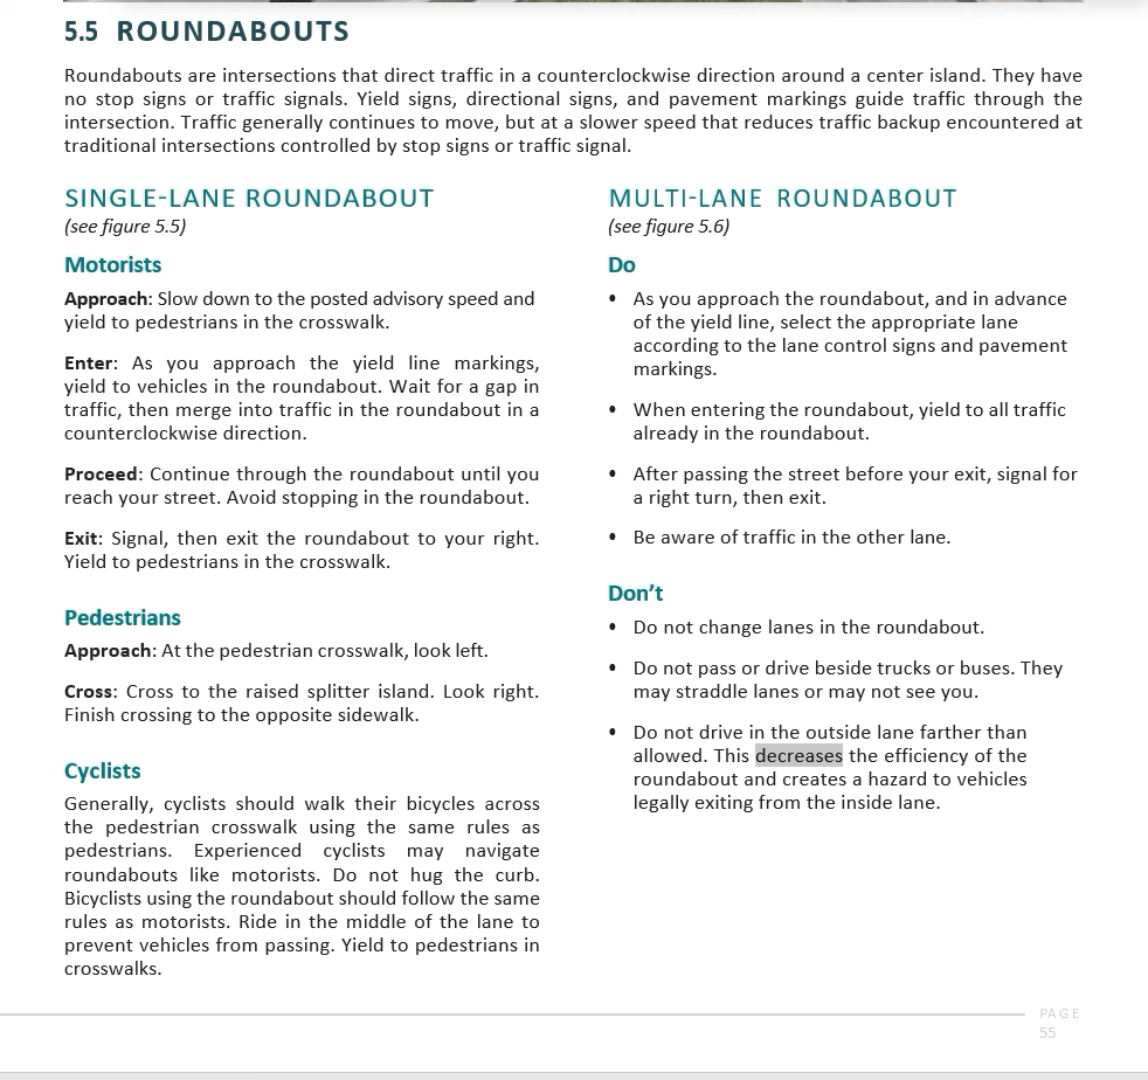 5.5 ROUNDABOUTS
Roundabouts are intersections that direct traffic in a counterclockwise direction around a center island. They have
no stop signs or traffic signals. Yield signs, directional signs, and pavement markings guide traffic through the
intersection. Traffic generally continues to move, but at a slower speed that reduces traffic backup encountered at
traditional intersections controlled by stop signs or traffic signal.
SINGLE-LANE ROUNDABOUT
(see figure 5.5)
Motorists
Approach: Slow down to the posted advisory speed and
yield to pedestrians in the crosswalk.
Enter: As you approach the yield line markings,
yield to vehicles in the roundabout. Wait for a gap in
traffic, then merge into traffic in the roundabout in a
counterclockwise direction.
Proceed: Continue through the roundabout until you
reach your street. Avoid stopping in the roundabout.
Exit: Signal, then exit the roundabout to your right.
Yield to pedestrians in the crosswalk.
Pedestrians
Approach: At the pedestrian crosswalk, look left.
Cross: Cross to the raised splitter island. Look right.
Finish crossing to the opposite sidewalk.
Cyclists
Generally, cyclists should walk their bicycles across
the pedestrian crosswalk using the same rules as
pedestrians. Experienced cyclists may navigate
roundabouts like motorists. Do not hug the curb.
Bicyclists using the roundabout should follow the same
rules as motorists. Ride in the middle of the lane to
prevent vehicles from passing. Yield to pedestrians in
crosswalks.
MULTI-LANE ROUNDABOUT
(see figure 5.6)
Do
• As you approach the roundabout, and in advance
of the yield line, select the appropriate lane
according to the lane control signs and pavement
markings.
• When entering the roundabout, yield to all traffic
already in the roundabout.
• After passing the street before your exit, signal for
a right turn, then exit.
• Be aware of traffic in the other lane.
Don't
• Do not change lanes in the roundabout.
• Do not pass or drive beside trucks or buses. They
may straddle lanes or may not see you.
• Do not drive in the outside lane farther than
allowed. This decreases the efficiency of the
roundabout and creates a hazard to vehicles
legally exiting from the inside lane.
PAGE
55